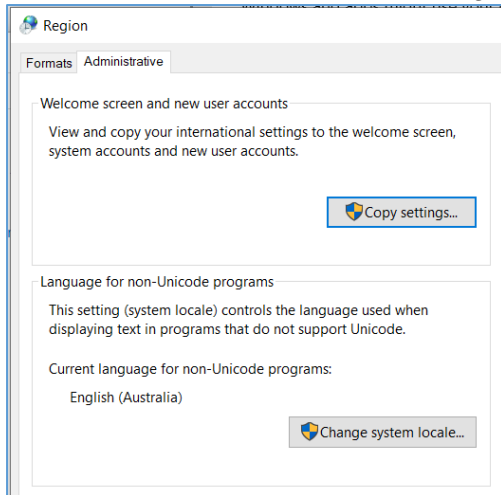 Region
Formats Administrative
Welcome screen and new user accounts
View and copy your international settings to the welcome screen,
system accounts and new user accounts.
Copy settings...
Language for non-Unicode programs
This setting (system locale) controls the language used when
displaying text in programs that do not support Unicode.
Current language for non-Unicode programs:
English (Australia)
Change system locale...